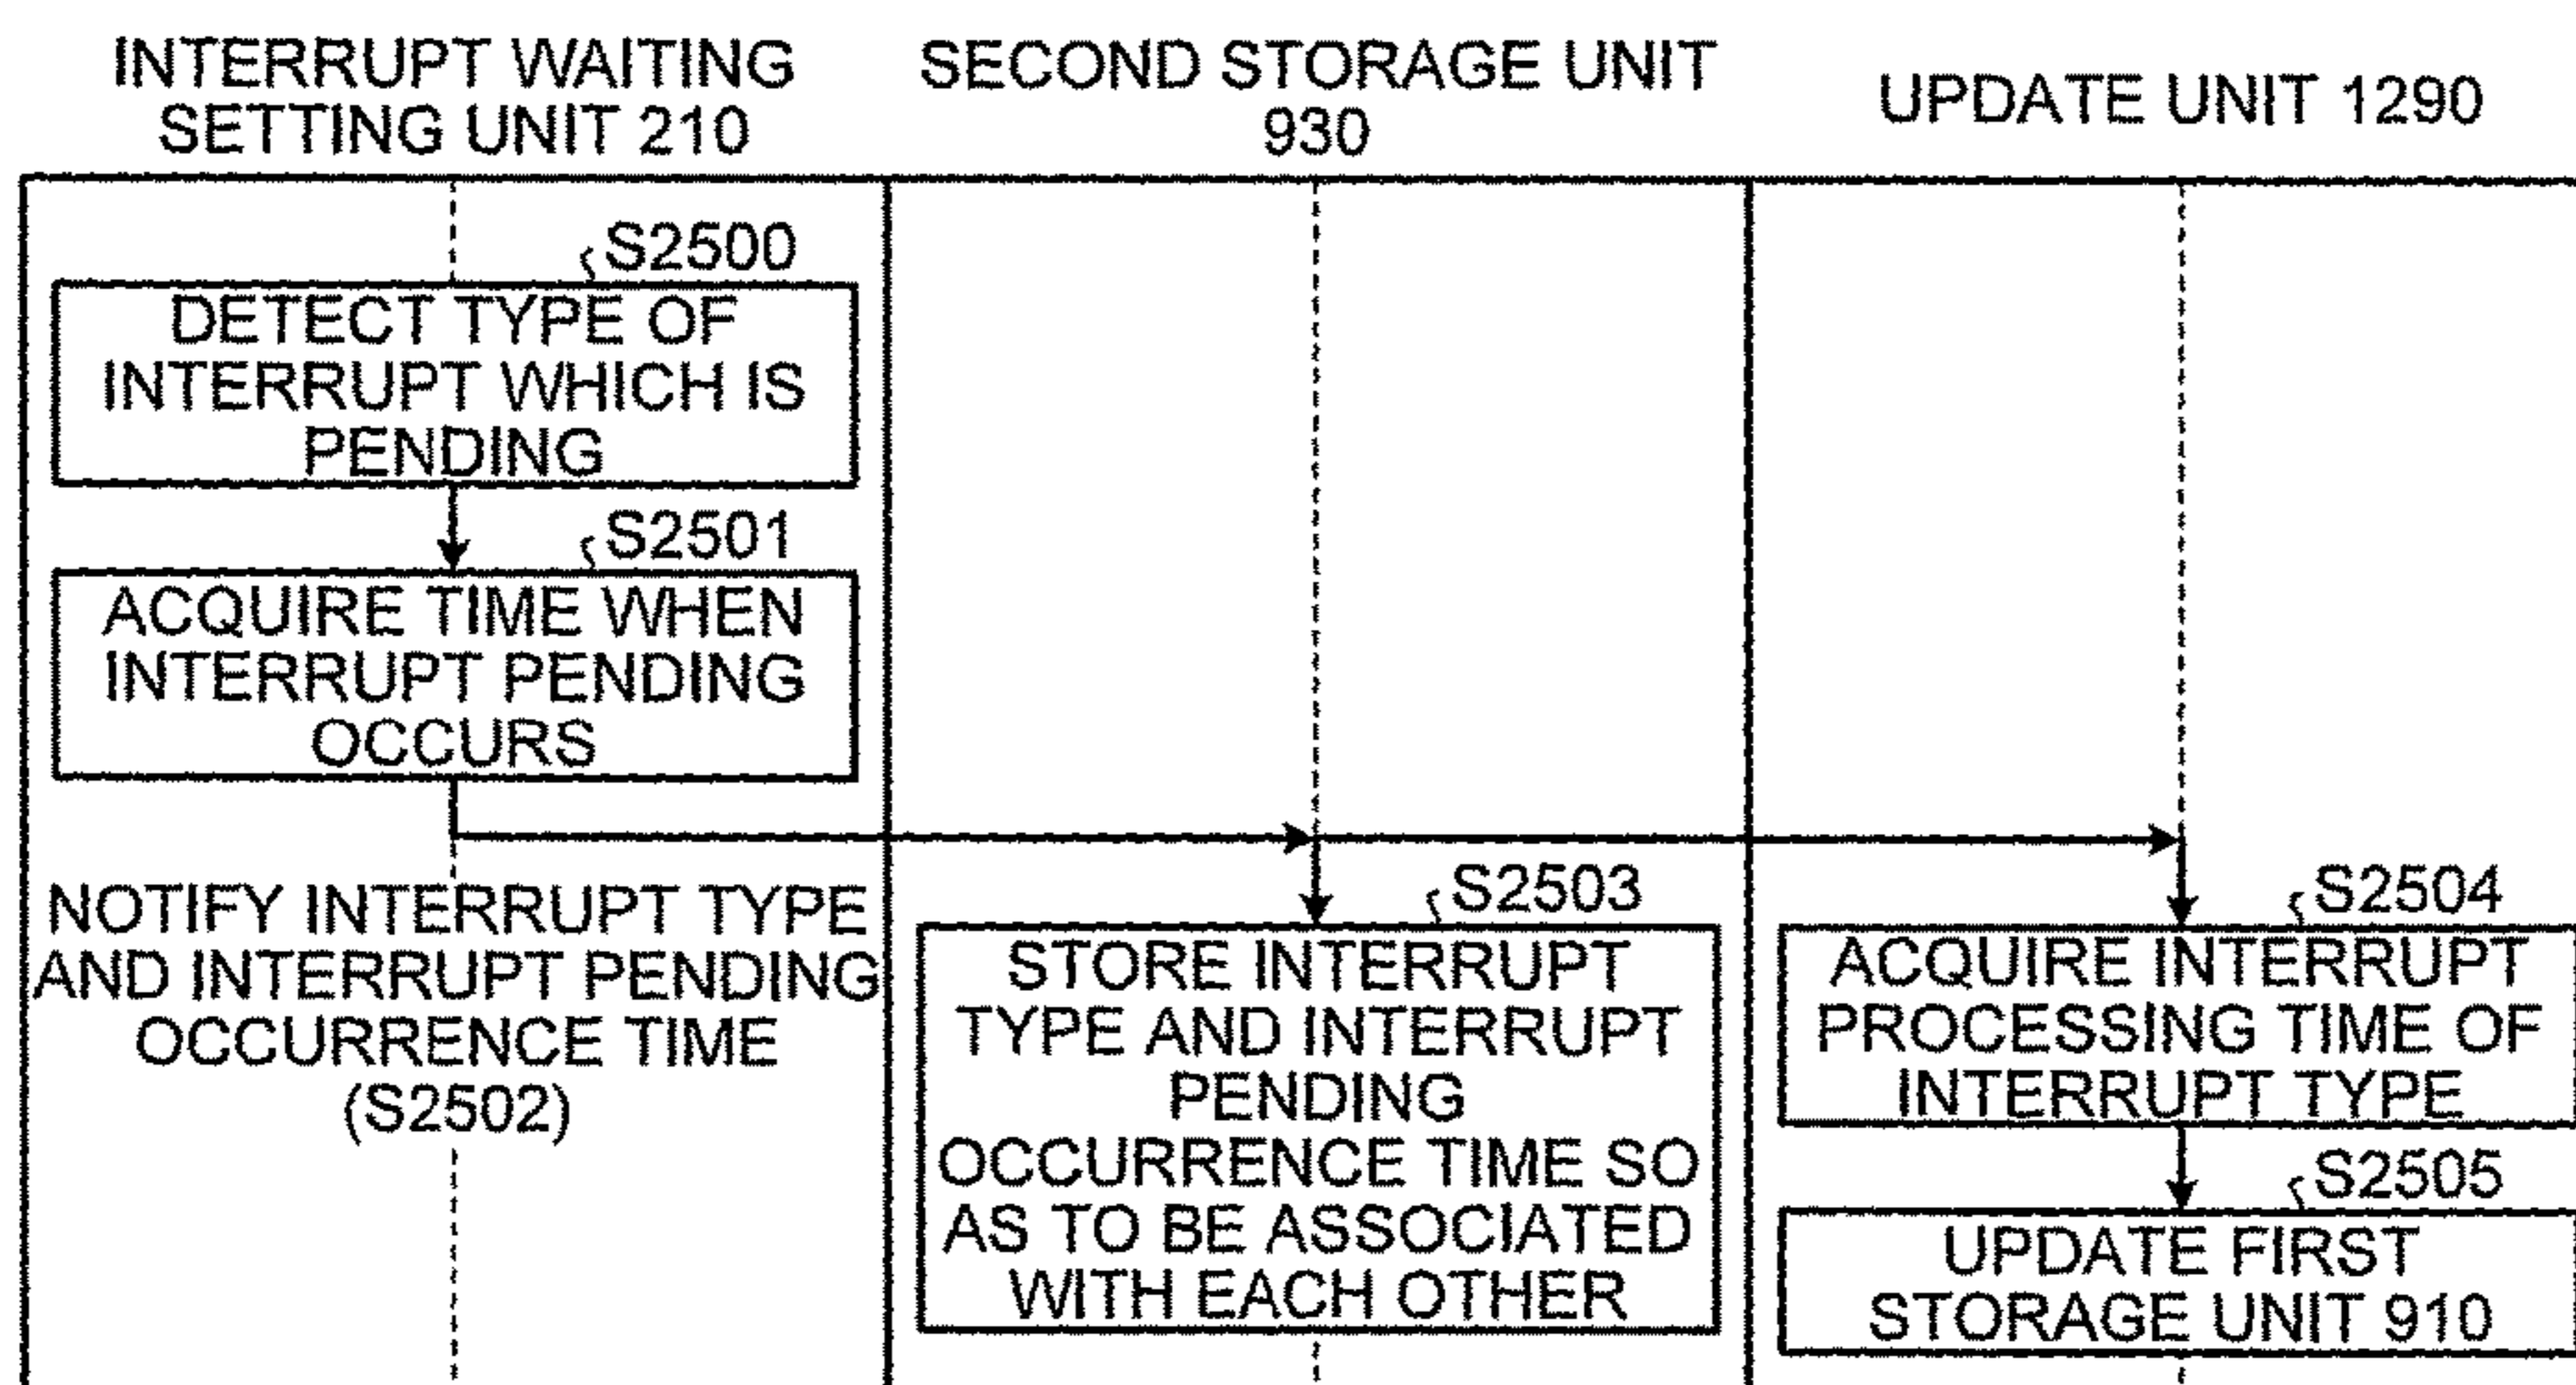 INTERRUPT WAITING
SETTING UNIT 210
SECOND STORAGE UNIT
930
UPDATE UNIT 1290
S2500
DETECT TYPE OF
INTERRUPT WHICH IS
PENDING
S2501
ACQUIRE TIME WHEN
INTERRUPT PENDING
OCCURS
NOTIFY INTERRUPT TYPE
AND INTERRUPT PENDING
OCCURRENCE TIME
(S2502)
S2503
STORE INTERRUPT
TYPE AND INTERRUPT
PENDING
OCCURRENCE TIME SO
AS TO BE ASSOCIATED
WITH EACH OTHER
S2504
ACQUIRE INTERRUPT
PROCESSING TIME OF
INTERRUPT TYPE
S2505
UPDATE FIRST
STORAGE UNIT 910